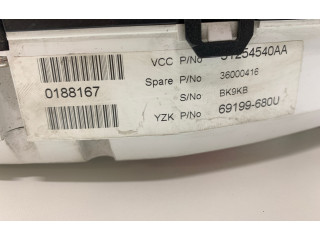 VCC P/No 31254540AA
Spare P/No 36000416
0188167
S/No BK9KB
YZK P/No 69199-680U